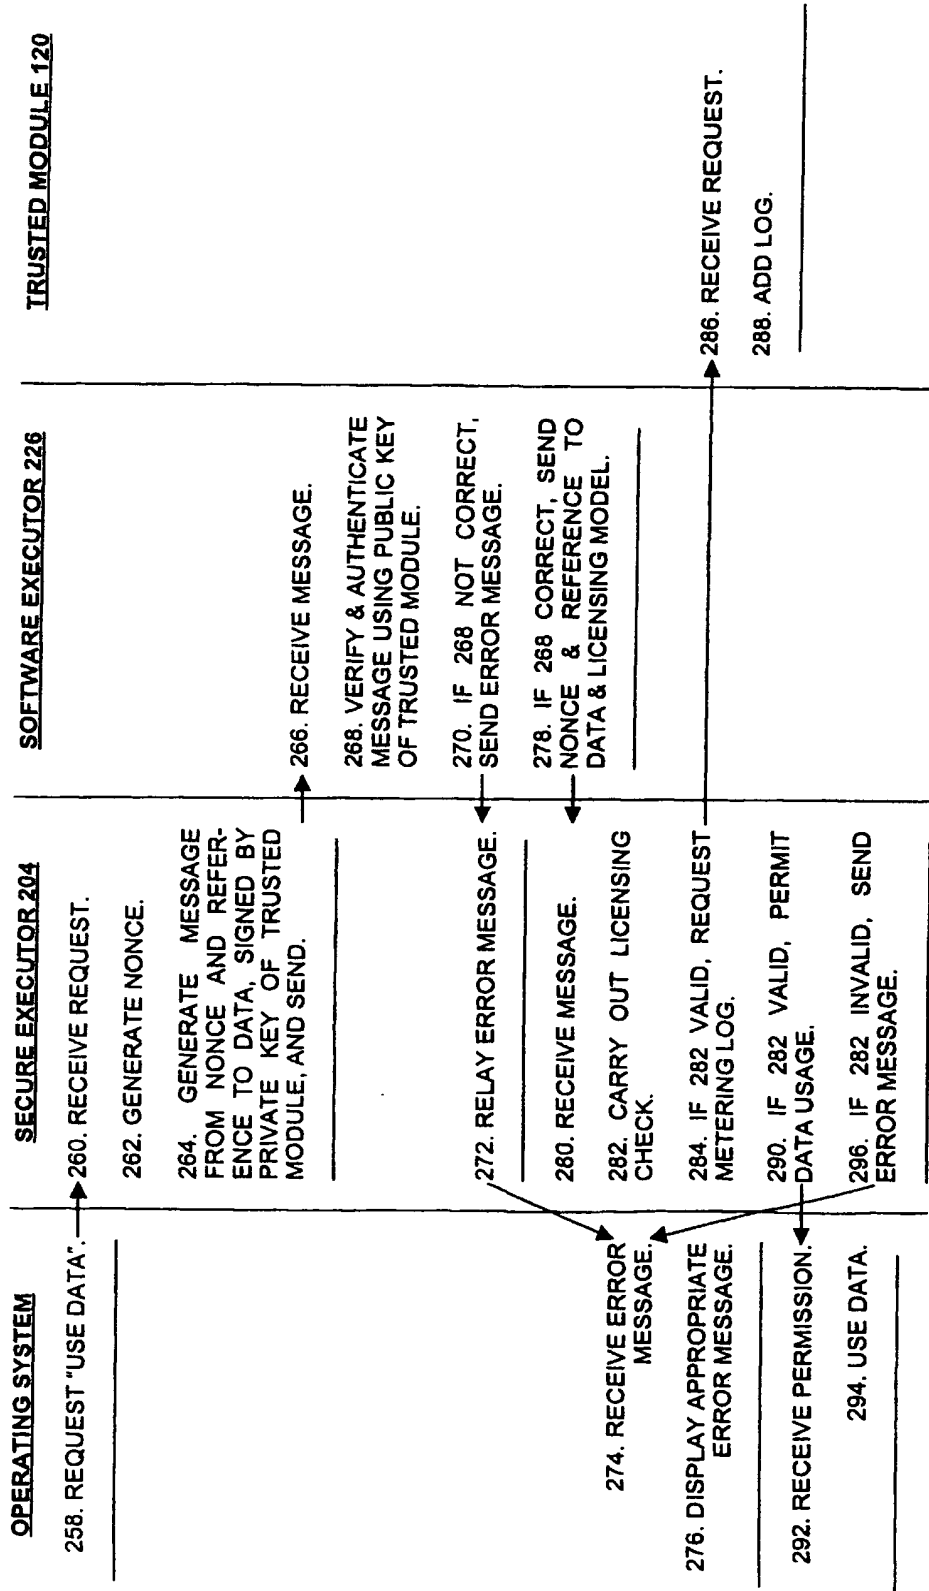 OPERATING SYSTEM
258. REQUEST "USE DATA".
274. RECEIVE ERROR
MESSAGE.
276. DISPLAY APPROPRIATE
ERROR MESSAGE.
292. RECEIVE PERMISSION.
294. USE DATA.
SECURE EXECUTOR 204
260. RECEIVE REQUEST.
262. GENERATE NONCE.
264. GENERATE MESSAGE
FROM NONCE AND REFER-
ENCE TO DATA, SIGNED BY
PRIVATE KEY OF TRUSTED
MODULE, AND SEND.
272. RELAY ERROR MESSAGE.
280. RECEIVE MESSAGE.
282. CARRY OUT LICENSING
CHECK.
284. IF 282 VALID, REQUEST
METERING LOG.
290. IF 282 VALID, PERMIT
DATA USAGE.
296. IF 282 INVALID, SEND
ERROR MESSAGE.
SOFTWARE EXECUTOR 226
266. RECEIVE MESSAGE.
268. VERIFY & AUTHENTICATE
MESSAGE USING PUBLIC KEY
OF TRUSTED MODULE.
270. IF 268 NOT CORRECT,
SEND ERROR MESSAGE.
278. IF 268 CORRECT, SEND
NONCE & REFERENCE TO
DATA & LICENSING MODEL.
TRUSTED MODULE 120
286. RECEIVE REQUEST.
288. ADD LOG.